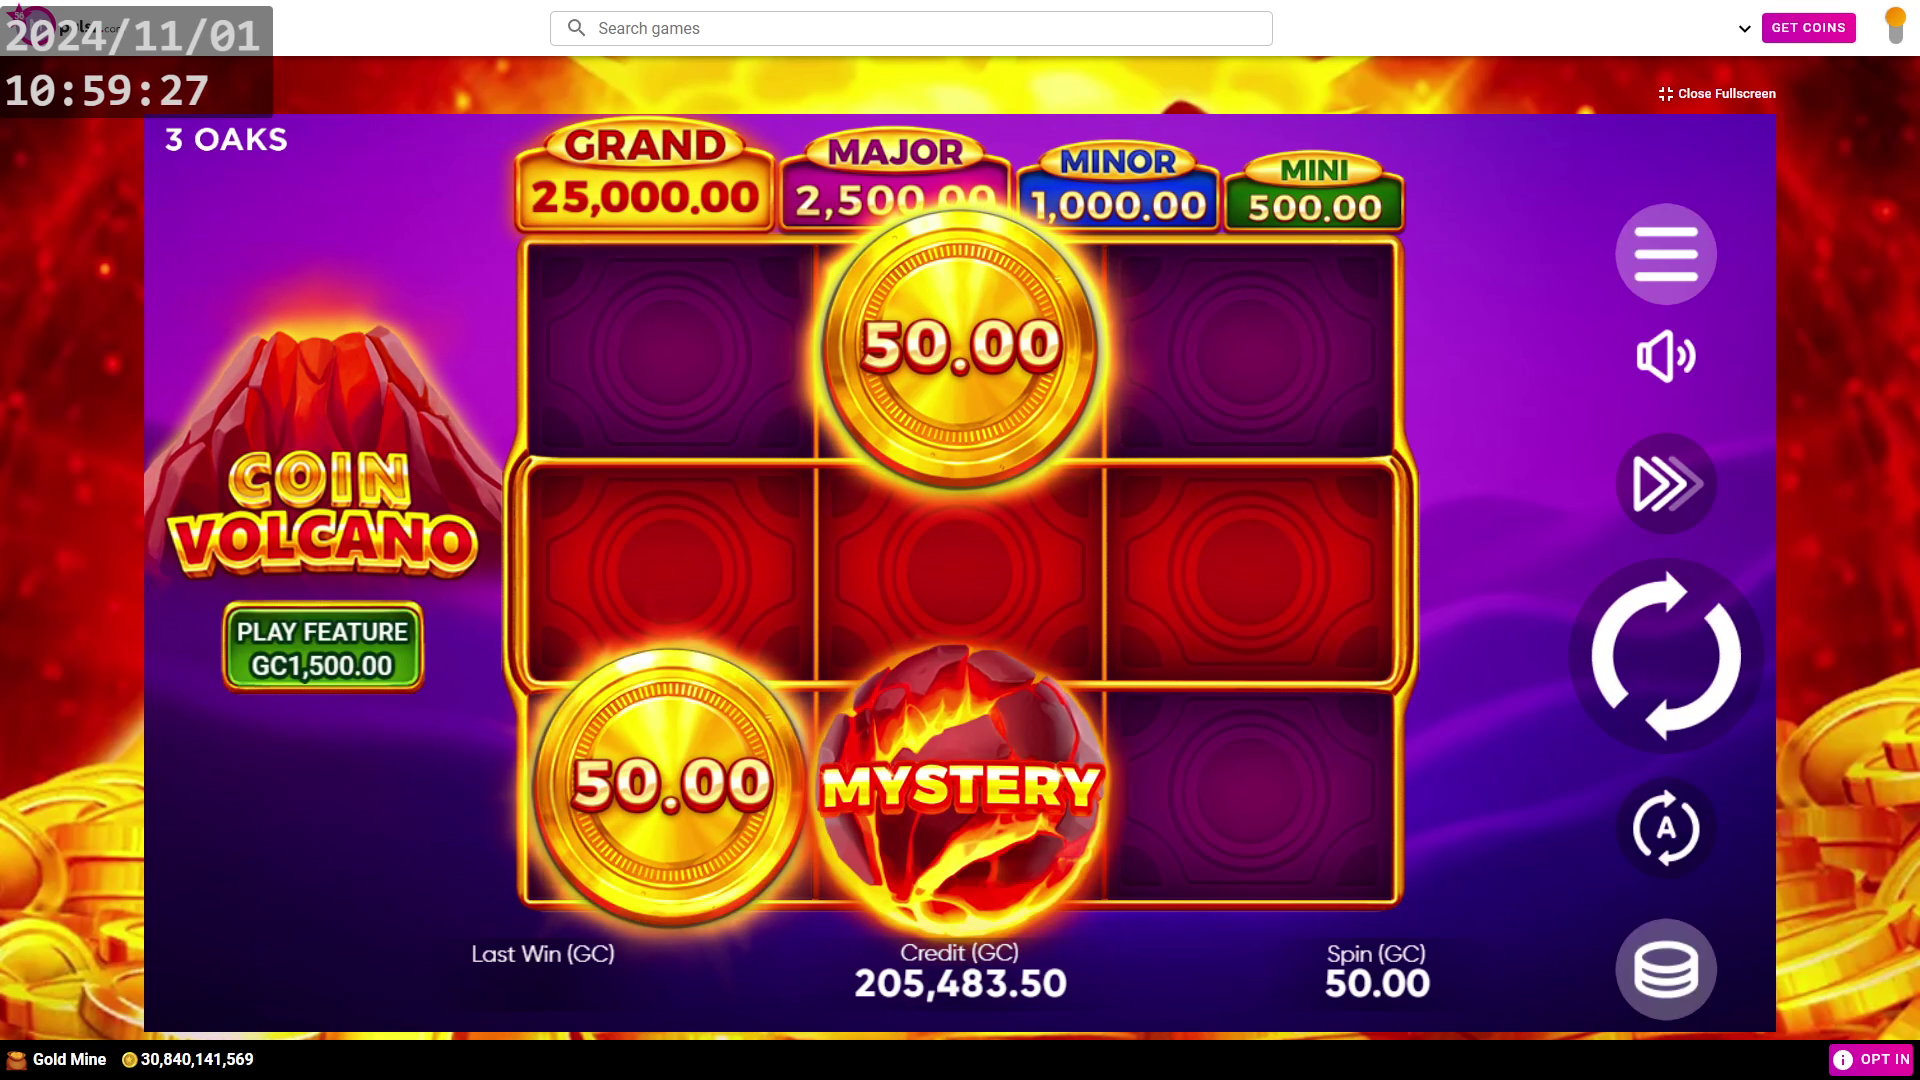 2024/11/01
10:59:27
Search games
GET COINS
Close Fullscreen
3 OAKS
GRAND
25,000.00
MAJOR
2,500.00
MINOR
1,000.00
MINI
500.00
50.00
COIN
VOLCANO
PLAY FEATURE
GC1,500.00
50.00
MYSTERY
A
Last Win (GC)
Credit (GC)
205,483.50
Spin (GC)
50.00
Gold Mine
30,840,141,569
OPT IN